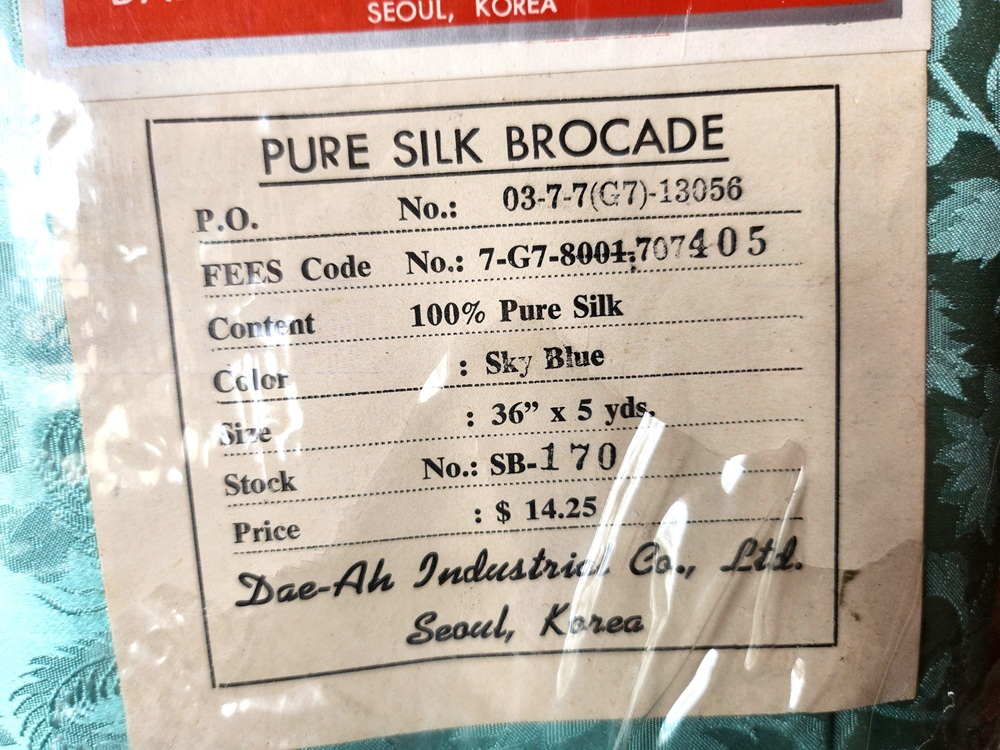 SEOUL, KOREA
PURE SILK BROCADE
P.O. No.: 03-7-7(G7)-13056
FEES Code No.: 7-G7-8001-707405
Content 100% Pure Silk
Color : Sky Blue
Size : 36” x 5 yds.
Stock No.: SB-170
Price : $ 14.25
Dae-Ah Industrial Co., Ltd.
Seoul, Korea